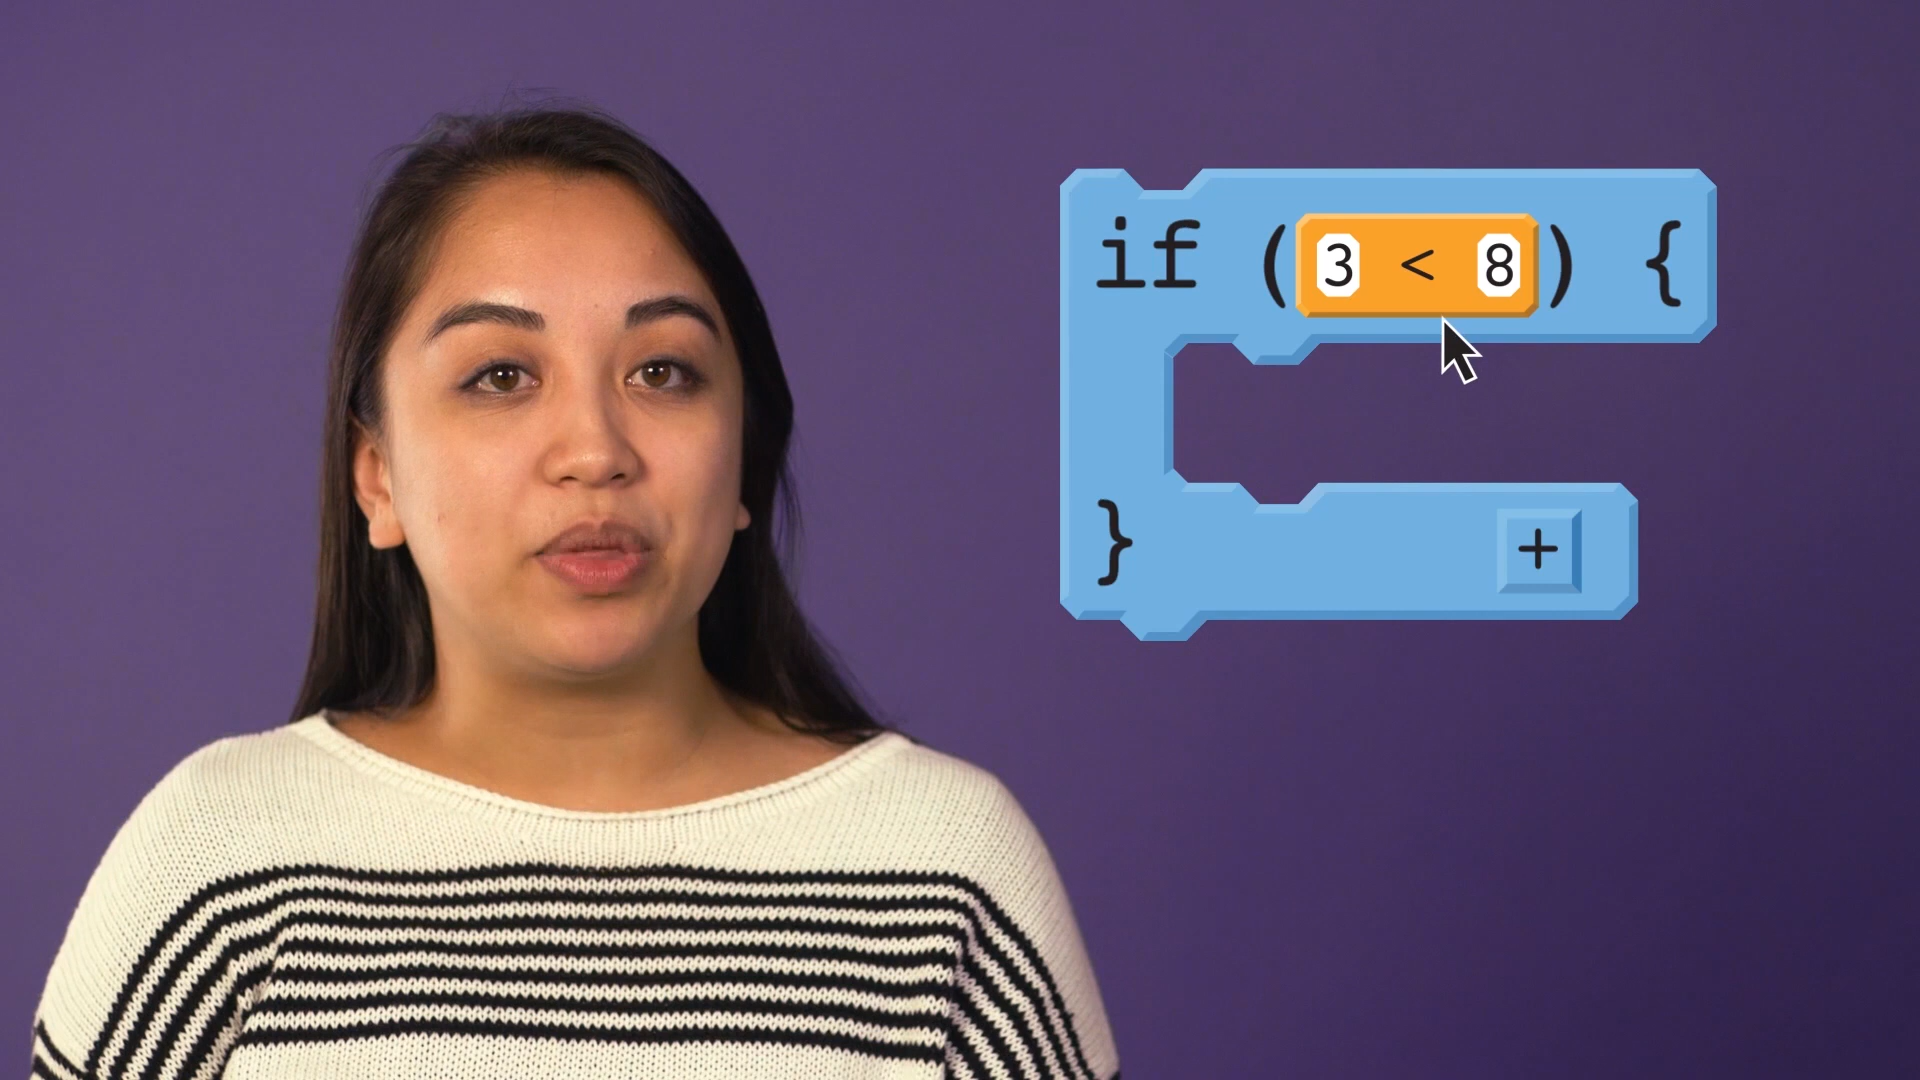 if (3 < 8) {
}
+